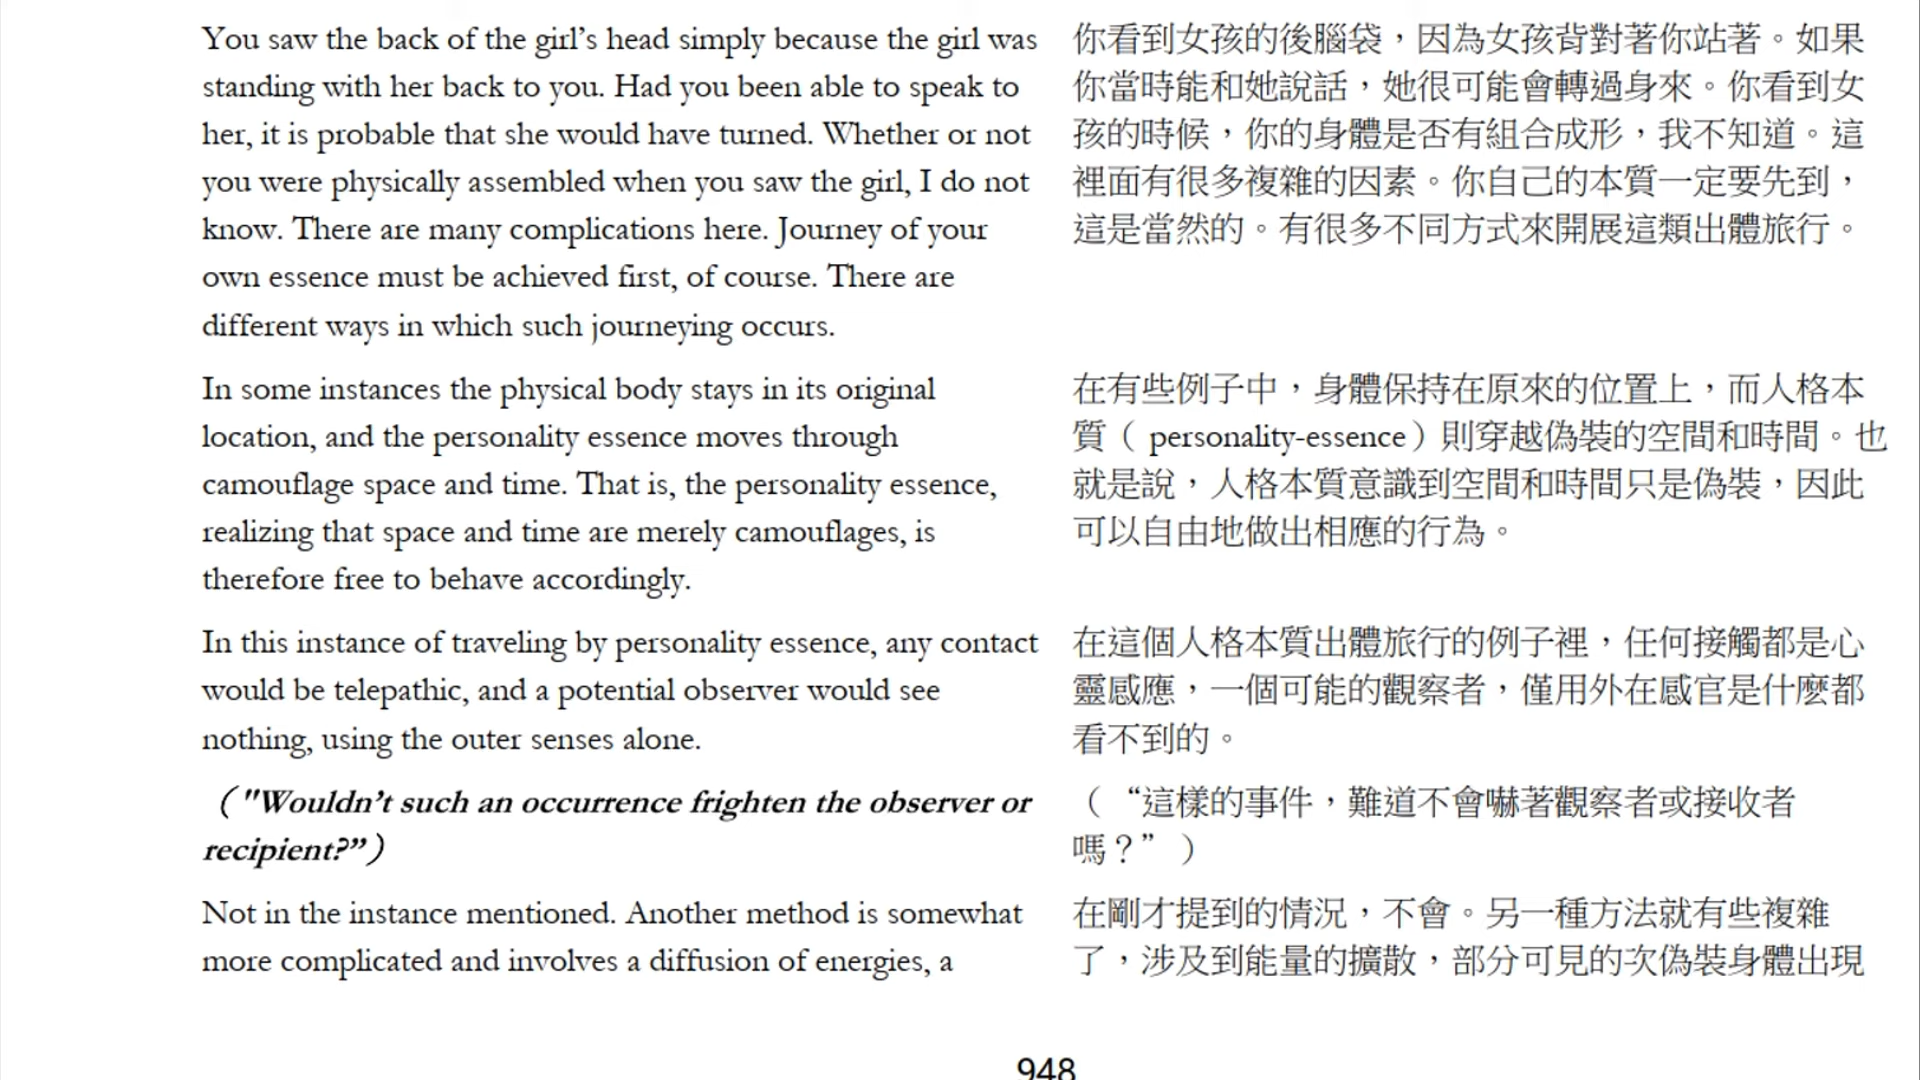 You saw the back of the girl’s head simply because the girl was
standing with her back to you. Had you been able to speak to
her, it is probable that she would have turned. Whether or not
you were physically assembled when you saw the girl, I do not
know. There are many complications here. Journey of your
own essence must be achieved first, of course. There are
different ways in which such journeying occurs.
你看到女孩的後腦袋，因為女孩背對著你站著。如果
你當時能和她說話，她很可能會轉過身來。你看到女
孩的時候，你的身體是否有組合成形，我不知道。這
裡面有很多複雜的因素。你自己的本質一定要先到，
這是當然的。有很多不同方式來開展這類出體旅行。
In some instances the physical body stays in its original
location, and the personality essence moves through
camouflage space and time. That is, the personality essence,
realizing that space and time are merely camouflages, is
therefore free to behave accordingly.
在有些例子中，身體保持在原來的位置上，而人格本
質（ personality-essence）則穿越偽裝的空間和時間。也
就是說，人格本質意識到空間和時間只是偽裝，因此
可以自由地做出相應的行為。
In this instance of traveling by personality essence, any contact
would be telepathic, and a potential observer would see
nothing, using the outer senses alone.
在這個人格本質出體旅行的例子裡，任何接觸都是心
靈感應，一個可能的觀察者，僅用外在感官是什麼都
看不到的。
（"Wouldn’t such an occurrence frighten the observer or
recipient?”）
（ “這樣的事件，難道不會嚇著觀察者或接收者
嗎？” ）
Not in the instance mentioned. Another method is somewhat
more complicated and involves a diffusion of energies, a
在剛才提到的情況，不會。另一種方法就有些複雜
了，涉及到能量的擴散，部分可見的次偽裝身體出現
948